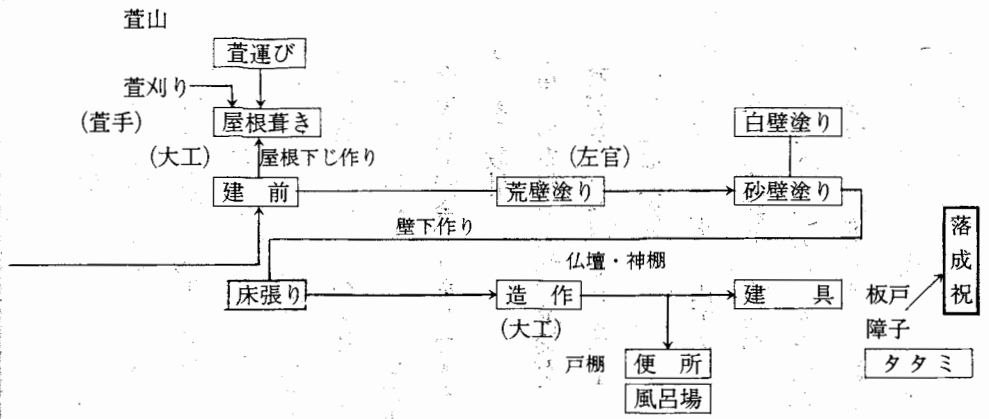 萱山
萱運び
萱刈り
(萱手)
屋根葺き
白壁塗り
(大工)
屋根下じ作り
(左官)
建前
荒壁塗り
砂壁塗り
壁下作り
落成祝
仏壇・神棚
床張り
造作
建具
板戸
(大工)
障子
戸棚
便所
タタミ
風呂場